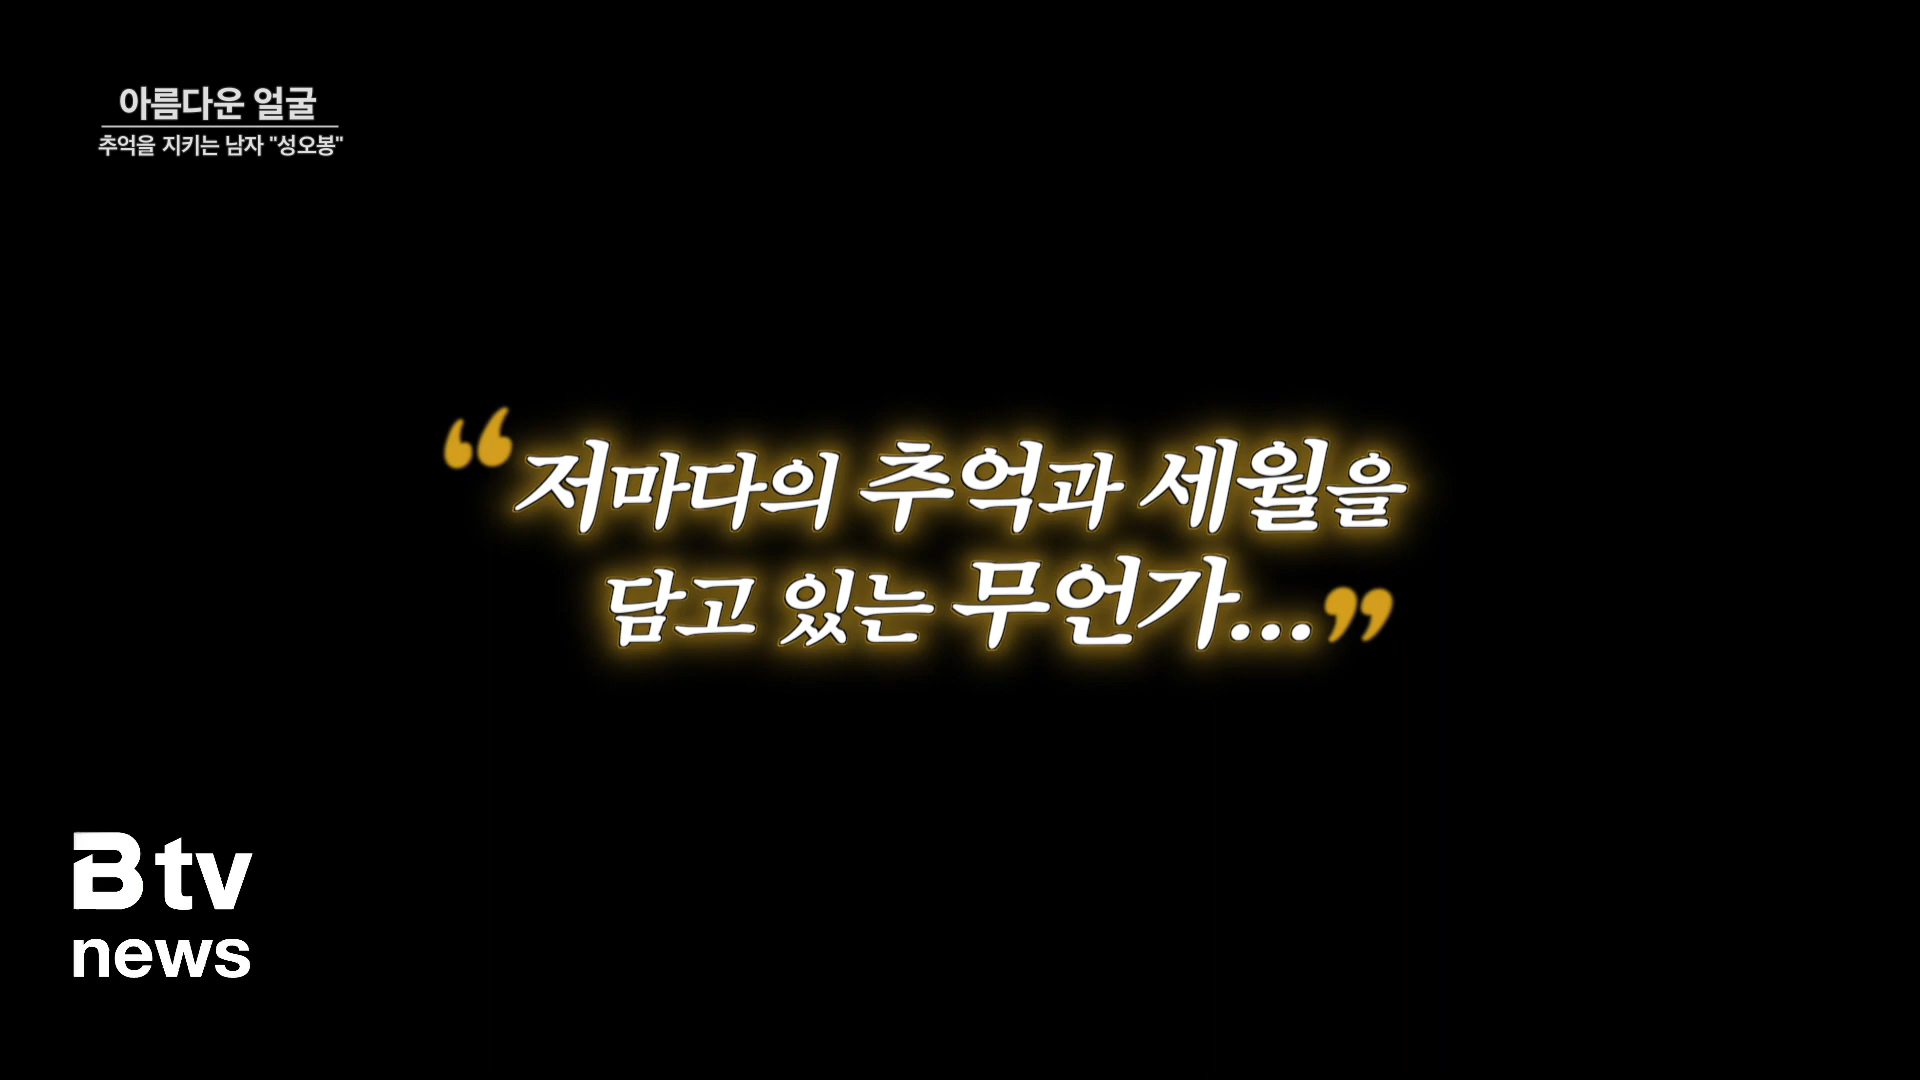 아름다운 얼굴
추억을 지키는 남자 "성오봉"
“저마다의 추억과 세월을
담고 있는 무언가...”
B tv
news